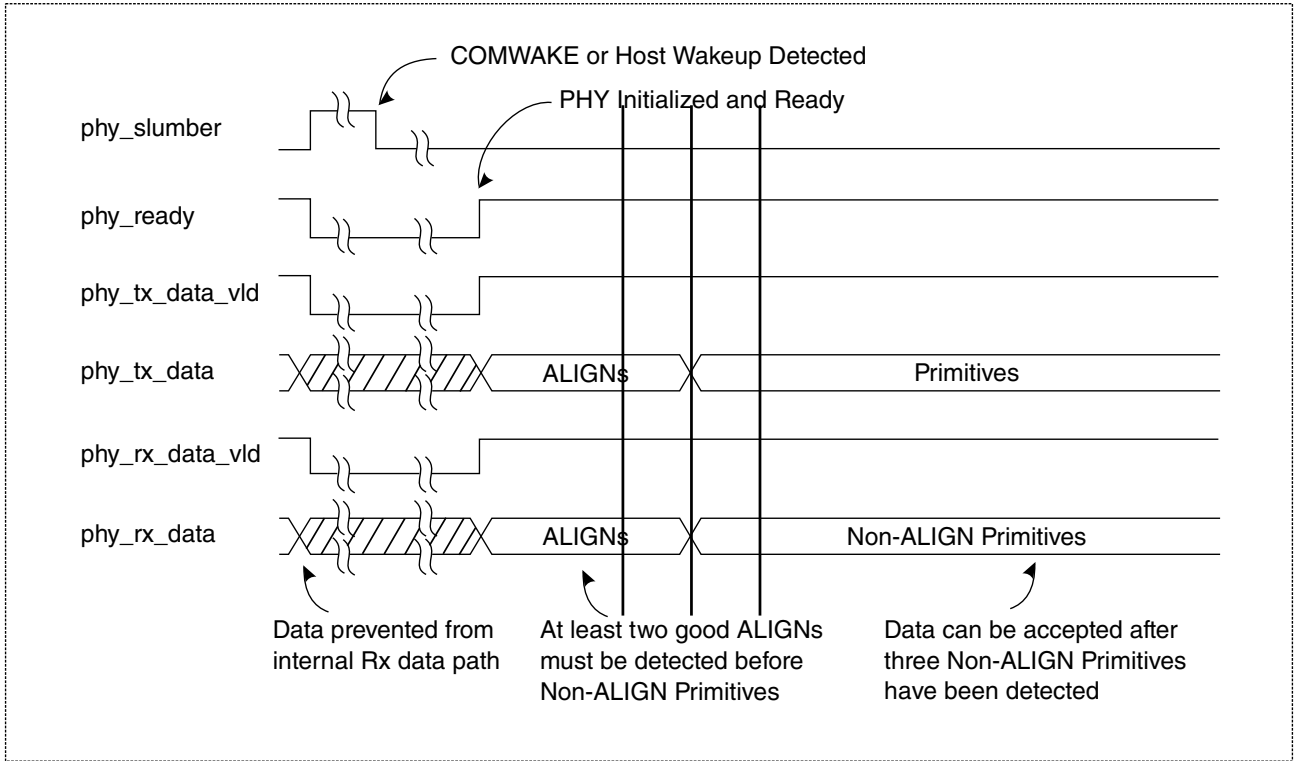 COMWAKE or Host Wakeup Detected
PHY Initialized and Ready
phy_slumber
phy_ready
phy_tx_data_vld
phy_tx_data
ALIGNs
Primitives
phy_rx_data_vld
phy_rx_data
ALIGNs
Non-ALIGN Primitives
Data prevented from
internal Rx data path
At least two good ALIGNs
must be detected before
Non-ALIGN Primitives
Data can be accepted after
three Non-ALIGN Primitives
have been detected